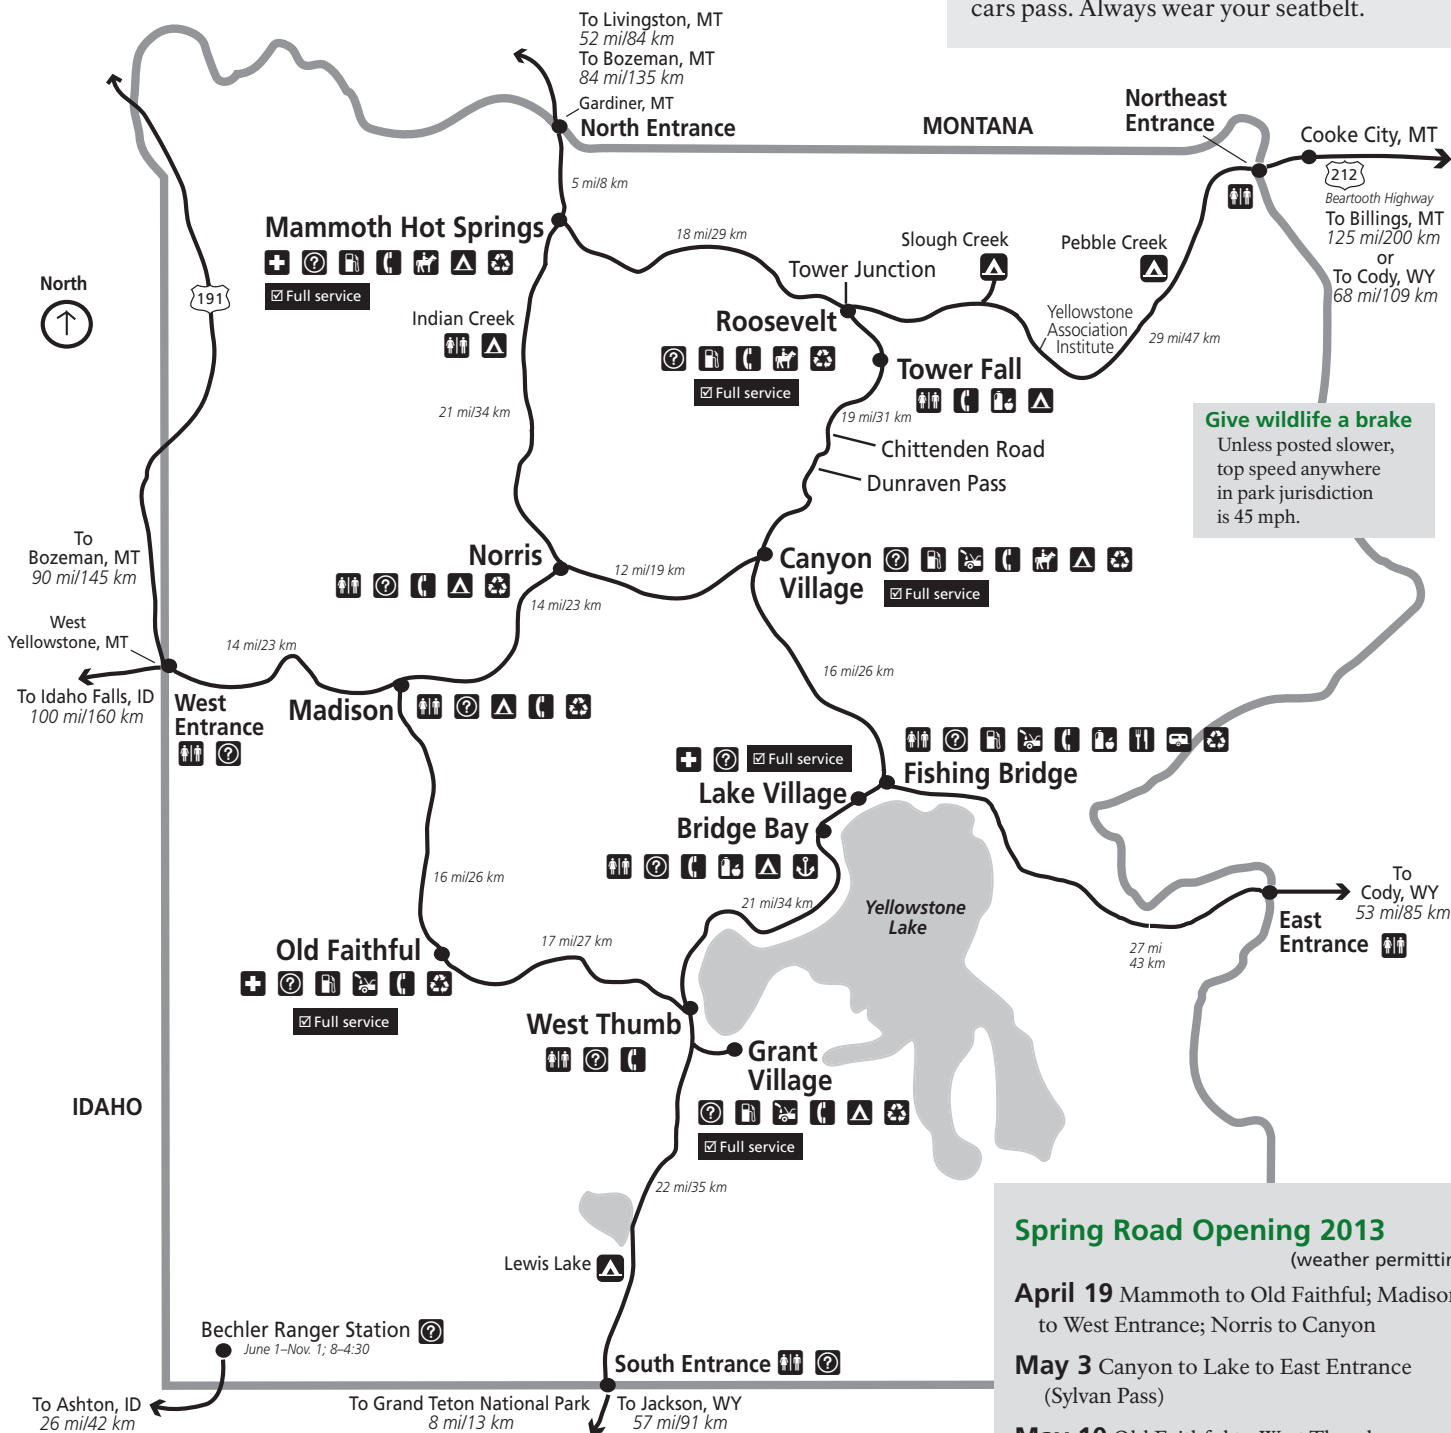 cars pass. Always wear your seatbelt.
To Livingston, MT
52 mi/84 km
To Bozeman, MT
84 mi/135 km
Gardiner, MT
North Entrance
MONTANA
Northeast
Entrance
Cooke City, MT
212
Beartooth Highway
To Billings, MT
125 mi/200 km
or
To Cody, WY
68 mi/109 km
5 mi/8 km
Mammoth Hot Springs
☑ Full service
18 mi/29 km
Slough Creek
Pebble Creek
Tower Junction
North
191
Indian Creek
Roosevelt
☑ Full service
Yellowstone
Association
Institute
29 mi/47 km
Tower Fall
21 mi/34 km
19 mi/31 km
Chittenden Road
Dunraven Pass
Give wildlife a brake
Unless posted slower,
top speed anywhere
in park jurisdiction
is 45 mph.
To
Bozeman, MT
90 mi/145 km
Norris
12 mi/19 km
Canyon
Village
☑ Full service
14 mi/23 km
West
Yellowstone, MT
14 mi/23 km
16 mi/26 km
To Idaho Falls, ID
100 mi/160 km
West
Entrance
Madison
☑ Full service
Lake Village
Fishing Bridge
Bridge Bay
16 mi/26 km
21 mi/34 km
Yellowstone
Lake
To
Cody, WY
53 mi/85 km
East
Entrance
27 mi
43 km
Old Faithful
☑ Full service
17 mi/27 km
West Thumb
Grant
Village
☑ Full service
IDAHO
22 mi/35 km
Lewis Lake
Bechler Ranger Station
June 1–Nov. 1; 8–4:30
South Entrance
To Ashton, ID
26 mi/42 km
To Grand Teton National Park
8 mi/13 km
To Jackson, WY
57 mi/91 km
Spring Road Opening 2013
(weather permittin
April 19 Mammoth to Old Faithful; Madison
to West Entrance; Norris to Canyon
May 3 Canyon to Lake to East Entrance
(Sylvan Pass)
May 10 Old Faithful to West Thumb